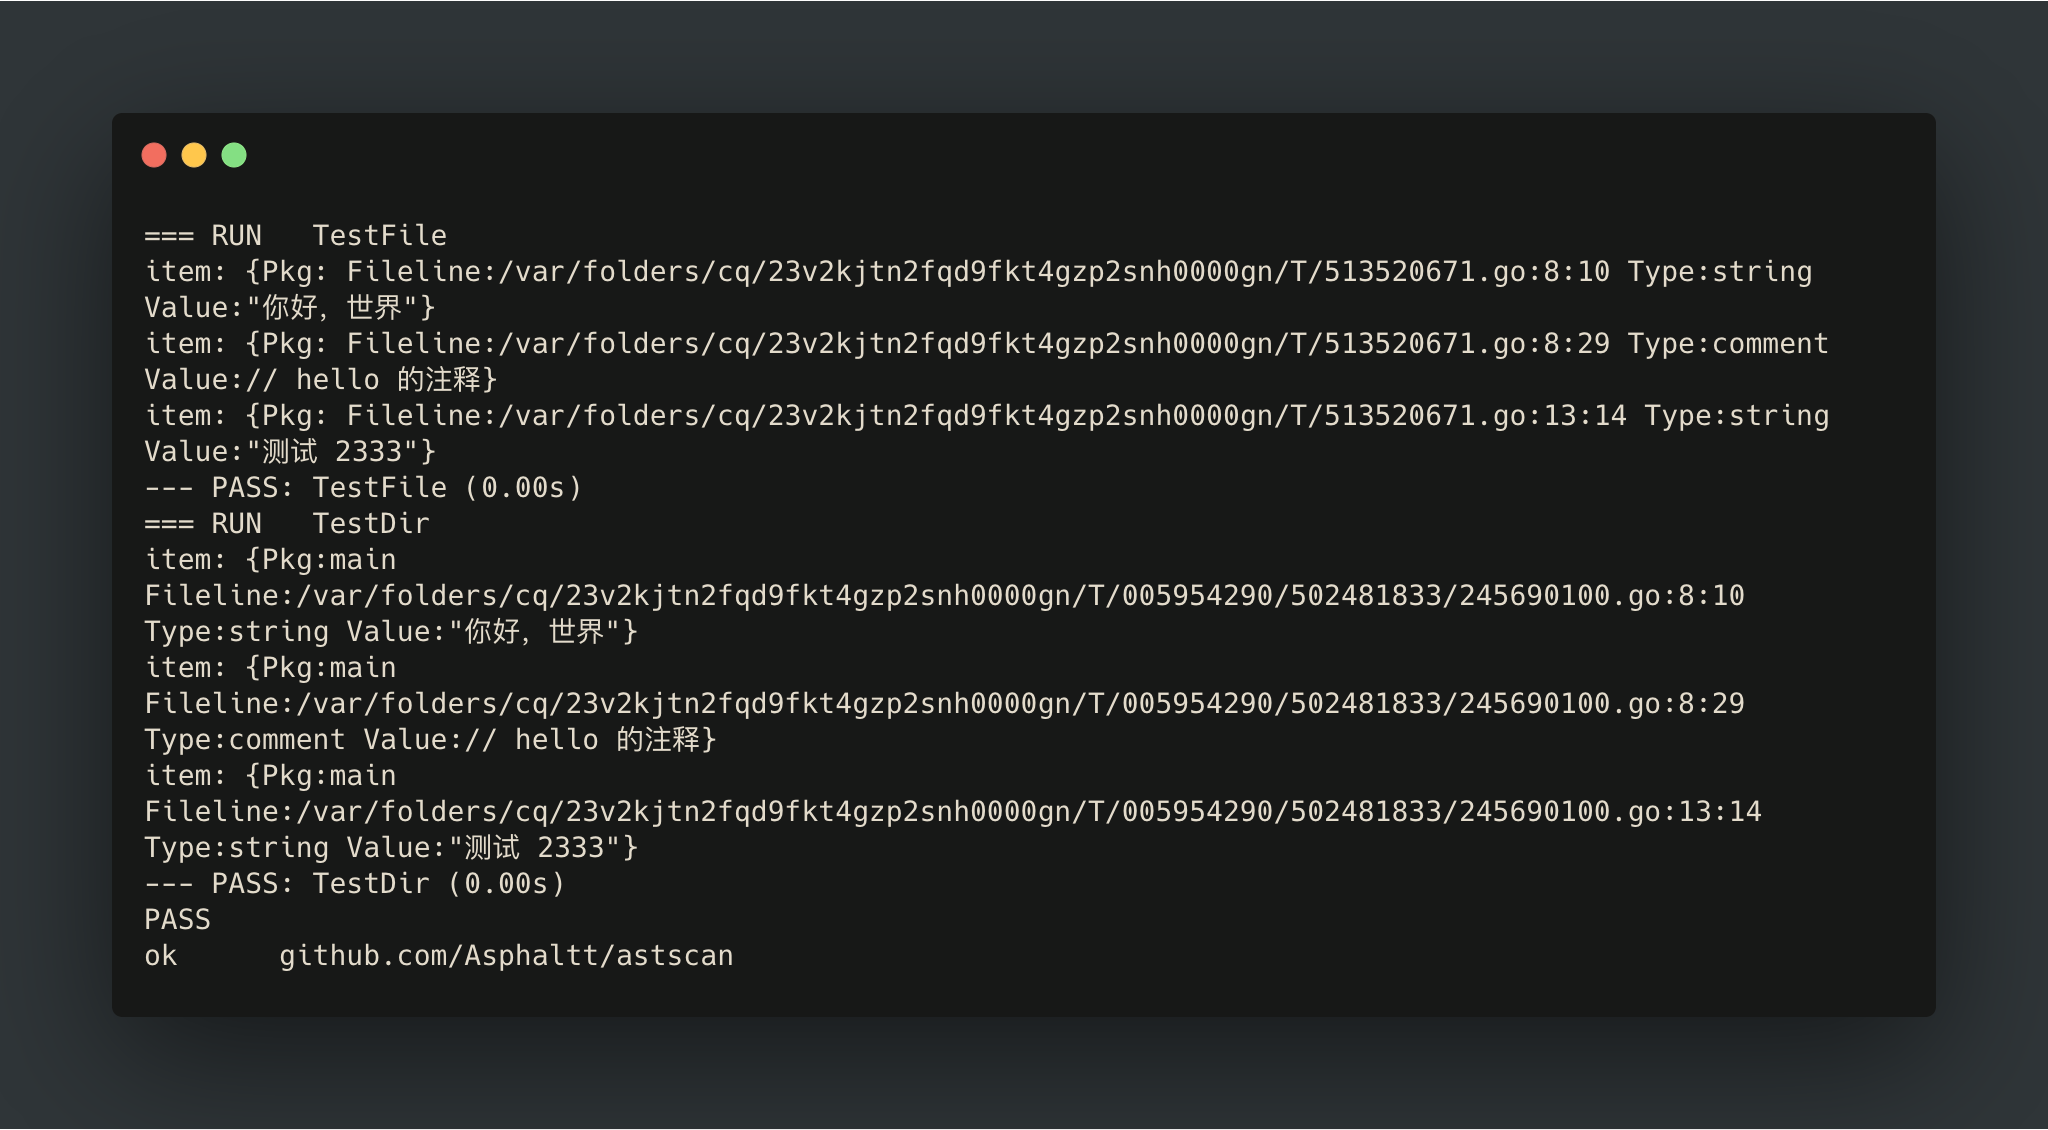 === RUN   TestFile
item: {Pkg: Fileline:/var/folders/cq/23v2kjtn2fqd9fkt4gzp2snh0000gn/T/513520671.go:8:10 Type:string
Value:"你好，世界"}
item: {Pkg: Fileline:/var/folders/cq/23v2kjtn2fqd9fkt4gzp2snh0000gn/T/513520671.go:8:29 Type:comment
Value:// hello 的注释}
item: {Pkg: Fileline:/var/folders/cq/23v2kjtn2fqd9fkt4gzp2snh0000gn/T/513520671.go:13:14 Type:string
Value:"测试 2333"}
--- PASS: TestFile (0.00s)
=== RUN   TestDir
item: {Pkg:main
Fileline:/var/folders/cq/23v2kjtn2fqd9fkt4gzp2snh0000gn/T/005954290/502481833/245690100.go:8:10
Type:string Value:"你好，世界"}
item: {Pkg:main
Fileline:/var/folders/cq/23v2kjtn2fqd9fkt4gzp2snh0000gn/T/005954290/502481833/245690100.go:8:29
Type:comment Value:// hello 的注释}
item: {Pkg:main
Fileline:/var/folders/cq/23v2kjtn2fqd9fkt4gzp2snh0000gn/T/005954290/502481833/245690100.go:13:14
Type:string Value:"测试 2333"}
--- PASS: TestDir (0.00s)
PASS
ok      github.com/Asphaltt/astscan